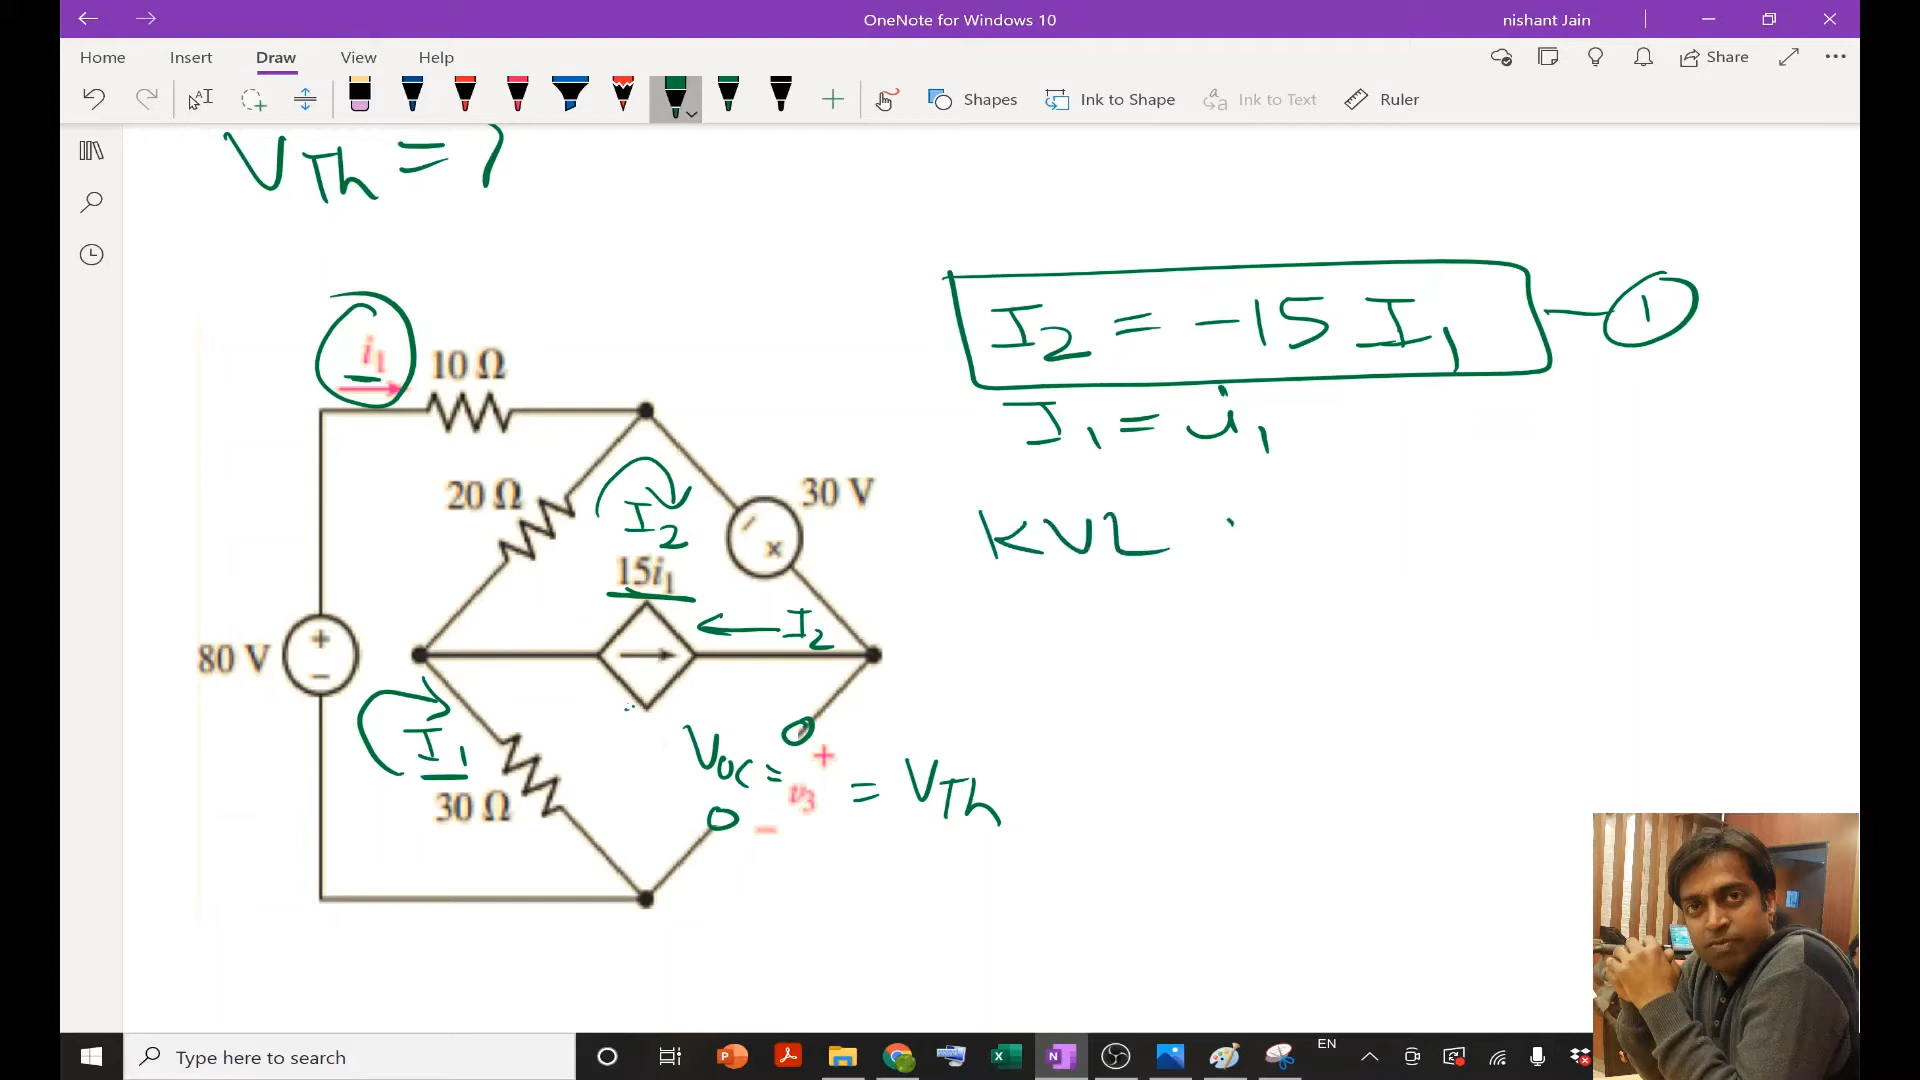 OneNote for Windows 10
nishant Jain
Home Insert Draw View Help
Share
Shapes Ink to Shape Ink to Text Ruler
VTh = ?
I2 = -15 I1
1
I1 = i1
KVL
i1
10 Ω
20 Ω
30 V
I2
15i1
I2
80 V
+
−
I1
30 Ω
Voc = v3 = VTh
+
−
Type here to search
EN